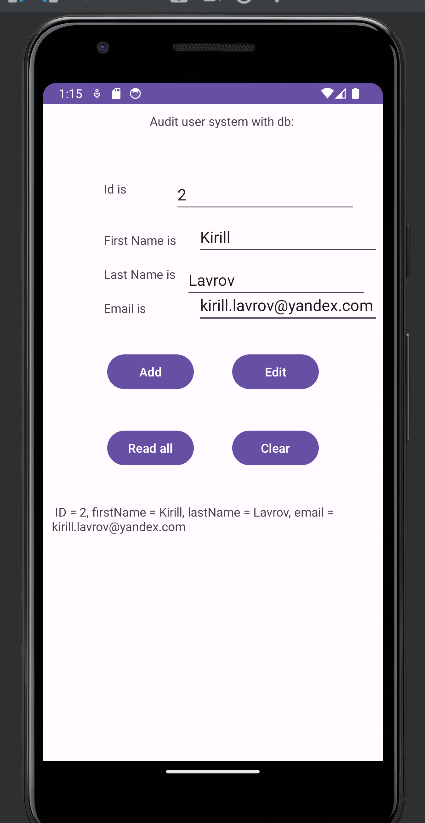 1:15
Audit user system with db:
Id is 2
First Name is Kirill
Last Name is Lavrov
Email is kirill.lavrov@yandex.com
Add Edit
Read all Clear
ID = 2, firstName = Kirill, lastName = Lavrov, email =
kirill.lavrov@yandex.com